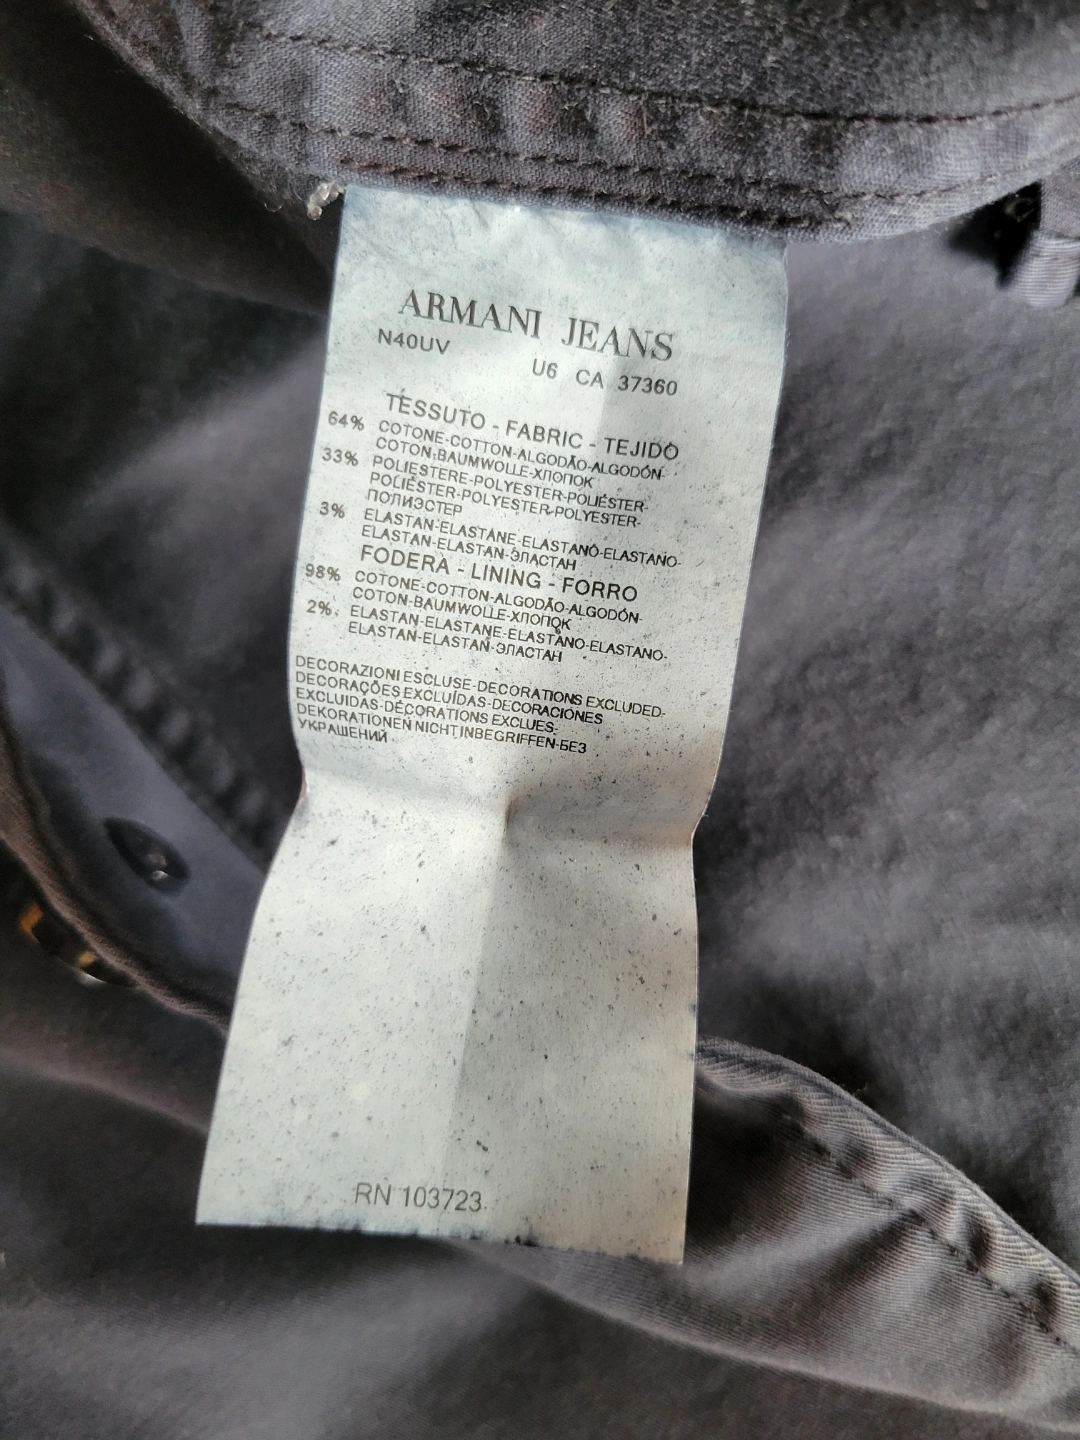 ARMANI JEANS
N40UV U6 CA 37360
TESSUTO - FABRIC - TEJIDO
64% COTONE-COTTON-ALGODÃO-ALGODÓN-
COTON-BAUMWOLLE-ХЛОПОК
33% POLIESTERE-POLYESTER-POLIÉSTER-
POLIÉSTER-POLYESTER-POLYESTER-
ПОЛИЭСТЕР
3% ELASTAN-ELASTANE-ELASTANO-ELASTANO-
ELASTAN-ELASTAN-ЭЛАСТАН
FODERA - LINING - FORRO
98% COTONE-COTTON-ALGODÃO-ALGODÓN-
COTON-BAUMWOLLE-ХЛОПОК
2% ELASTAN-ELASTANE-ELASTANO-ELASTANO-
ELASTAN-ELASTAN-ЭЛАСТАН
DECORAZIONI ESCLUSE-DECORATIONS EXCLUDED-
DECORAÇÕES EXCLUÍDAS-DECORACIÓNES
EXCLUIDAS-DÉCORATIONS EXCLUES-
DEKORATIONEN NICHT INBEGRIFFEN-БЕЗ
УКРАШЕНИЙ
RN 103723